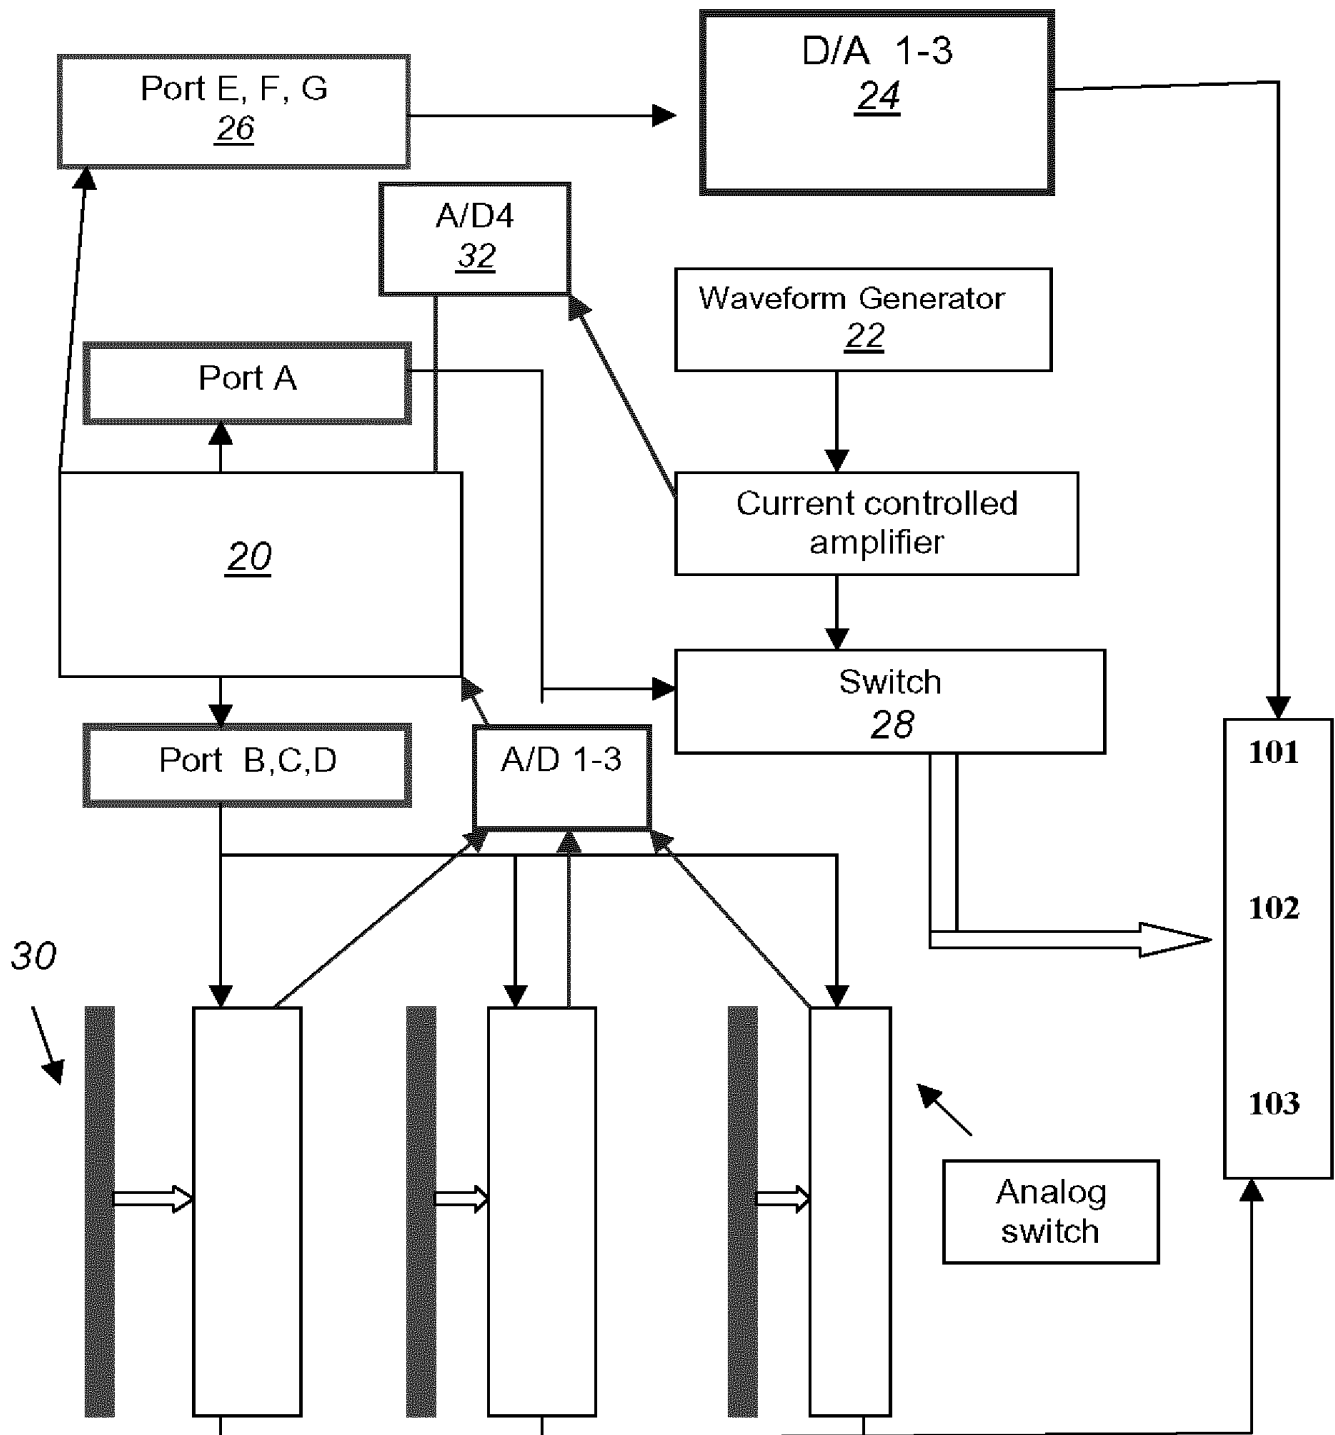 D/A 1-3
24
Port E, F, G
26
A/D4
32
Waveform Generator
22
Port A
Current controlled
amplifier
20
Switch
28
Port B,C,D
A/D 1-3
101
102
30
103
Analog
switch